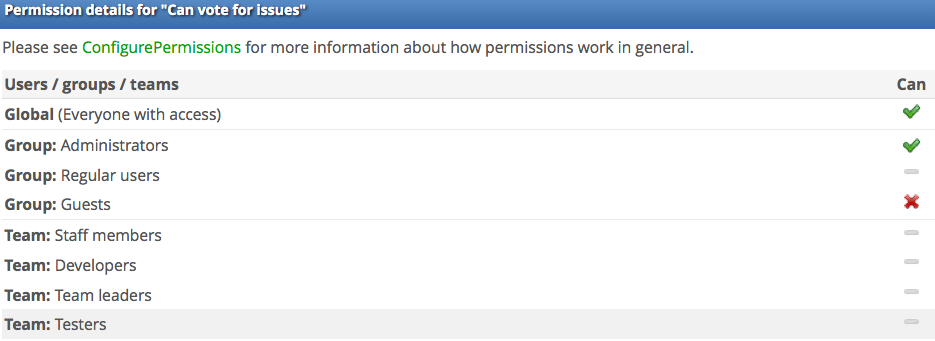 Permission details for "Can vote for issues"
Please see ConfigurePermissions for more information about how permissions work in general.
Users / groups / teams Can
Global (Everyone with access)
Group: Administrators
Group: Regular users
Group: Guests
Team: Staff members
Team: Developers
Team: Team leaders
Team: Testers